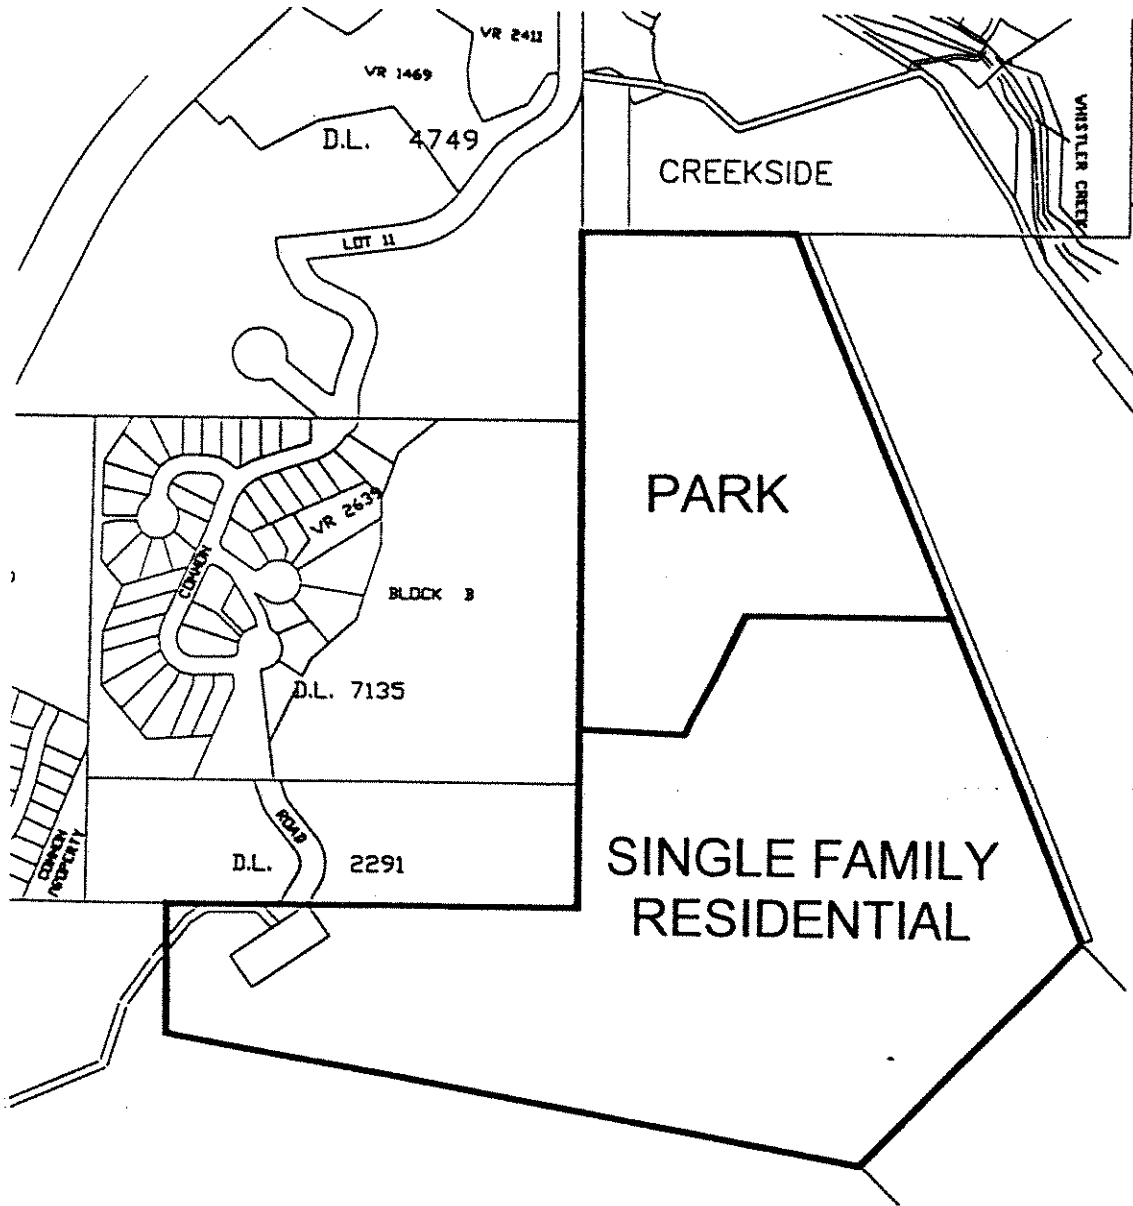 VR 2411
VR 1469
D.L. 4749
CREEKSIDE
WHISTLER CREEK
LOT 11
PARK
VR 2639
COMMON
BLOCK B
D.L. 7135
SINGLE FAMILY
RESIDENTIAL
ROAD
D.L. 2291
COMMON
PROPERTY